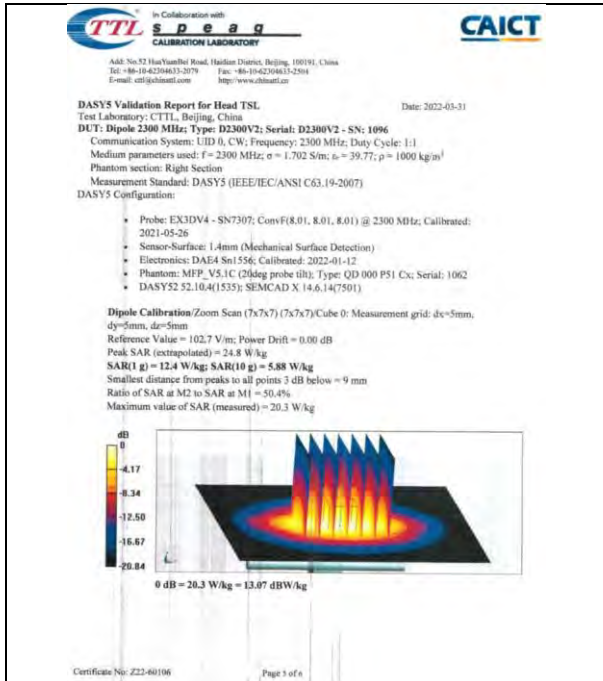 TTL
In Collaboration with
s p e a g
CALIBRATION LABORATORY
CAICT
Add: No.52 HuaYuanBei Road, Haidian District, Beijing, 100191, China
Tel: +86-10-62304633-2079 Fax: +86-10-62304633-2504
E-mail: cttl@chinattl.com http://www.chinattl.cn
DASY5 Validation Report for Head TSL Date: 2022-03-31
Test Laboratory: CTTL, Beijing, China
DUT: Dipole 2300 MHz; Type: D2300V2; Serial: D2300V2 - SN: 1096
Communication System: UID 0, CW; Frequency: 2300 MHz; Duty Cycle: 1:1
Medium parameters used: f = 2300 MHz; σ = 1.702 S/m; εr = 39.77; ρ = 1000 kg/m³
Phantom section: Right Section
Measurement Standard: DASY5 (IEEE/IEC/ANSI C63.19-2007)
DASY5 Configuration:
• Probe: EX3DV4 - SN7307; ConvF(8.01, 8.01, 8.01) @ 2300 MHz; Calibrated:
2021-05-26
• Sensor-Surface: 1.4mm (Mechanical Surface Detection)
• Electronics: DAE4 Sn1556; Calibrated: 2022-01-12
• Phantom: MFP_V5.1C (20deg probe tilt); Type: QD 000 P51 Cx; Serial: 1062
• DASY52 52.10.4(1535); SEMCAD X 14.6.14(7501)
Dipole Calibration/Zoom Scan (7x7x7) (7x7x7)/Cube 0: Measurement grid: dx=5mm,
dy=5mm, dz=5mm
Reference Value = 102.7 V/m; Power Drift = 0.00 dB
Peak SAR (extrapolated) = 24.8 W/kg
SAR(1 g) = 12.4 W/kg; SAR(10 g) = 5.88 W/kg
Smallest distance from peaks to all points 3 dB below = 9 mm
Ratio of SAR at M2 to SAR at M1 = 50.4%
Maximum value of SAR (measured) = 20.3 W/kg
dB
0
-4.17
-8.34
-12.50
-16.67
-20.84
0 dB = 20.3 W/kg = 13.07 dBW/kg
Certificate No: Z22-60106 Page 5 of 6